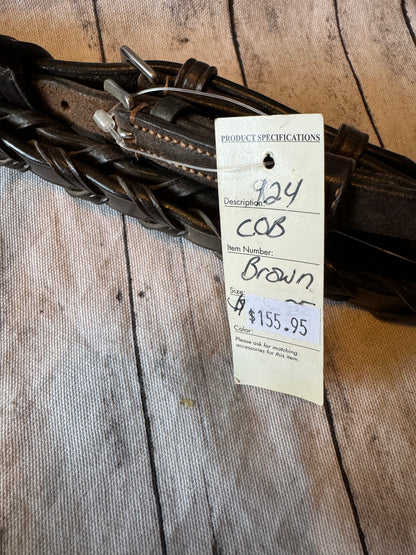 PRODUCT SPECIFICATIONS
924
Description:
COB
Item Number:
Brown
Size:
$155.95
Color:
Please ask for matching
accessories for this item.